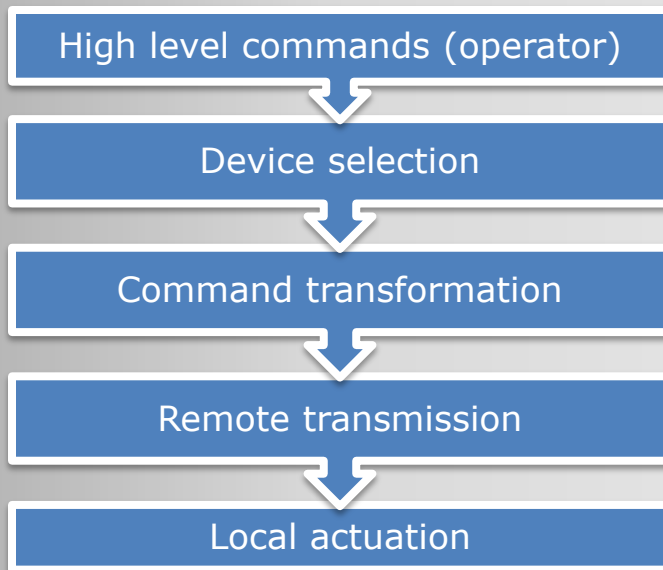 High level commands (operator)
Device selection
Command transformation
Remote transmission
Local actuation